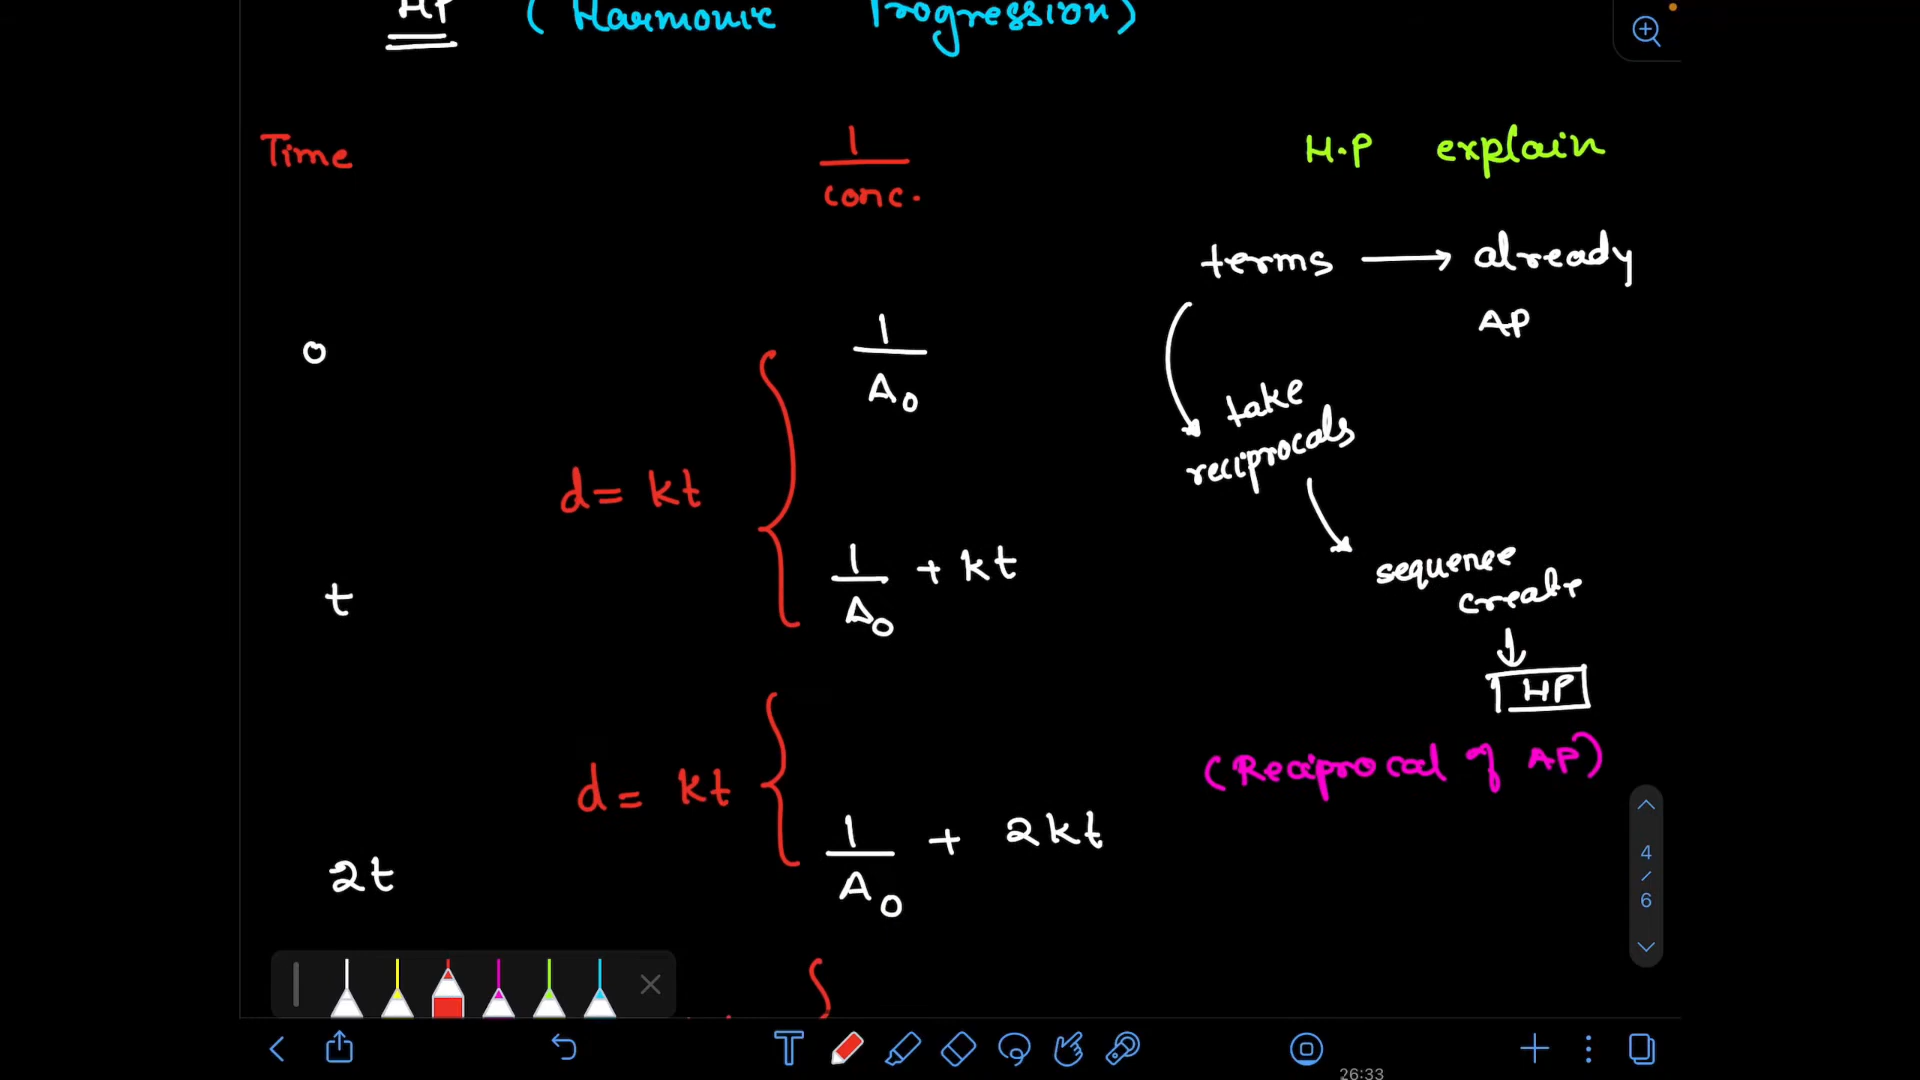 HP ( Harmonic Progression)
Time
1
conc.
H.P explain
terms → already
AP
0
1
A₀
take
reciprocals
d = kt
1/A₀ + kt
t
sequence
create
↓
HP
(Reciprocal of AP)
d = kt
1/A₀ + 2kt
2t
4
/
6
T
26:33